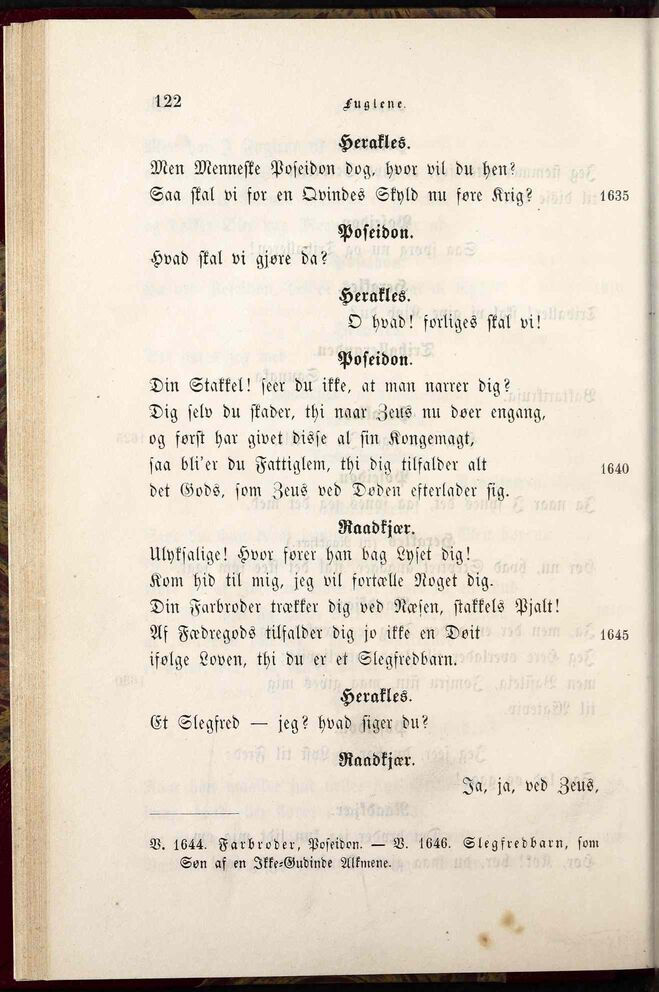 122
Fuglene.
Herakles.
Men Menneske Poseidon dog, hvor vil du hen?
Saa skal vi for en Qvindes Skyld nu føre Krig? 1635
Poseidon.
Hvad skal vi gjøre da?
Herakles.
O hvad! forliges skal vi!
Poseidon.
Din Stakkel! seer du ikke, at man narrer dig?
Dig selv du skader, thi naar Zeus nu døer engang,
og først har givet disse al sin Kongemagt,
saa bli'er du Fattiglem, thi dig tilfalder alt 1640
det Gods, som Zeus ved Døden efterlader sig.
Raadkjær.
Ulyksalige! Hvor fører han bag Lyset dig!
Kom hid til mig, jeg vil fortælle Noget dig.
Din Farbroder trækker dig ved Næsen, stakkels Pjalt!
Af Fædregods tilfalder dig jo ikke en Døit 1645
ifølge Loven, thi du er et Slegfredbarn.
Herakles.
Et Slegfred — jeg? hvad siger du?
Raadkjær.
Ja, ja, ved Zeus,
V. 1644. Farbroder, Poseidon. — V. 1646. Slegfredbarn, som
Søn af en Ikke-Gudinde Alkmene.